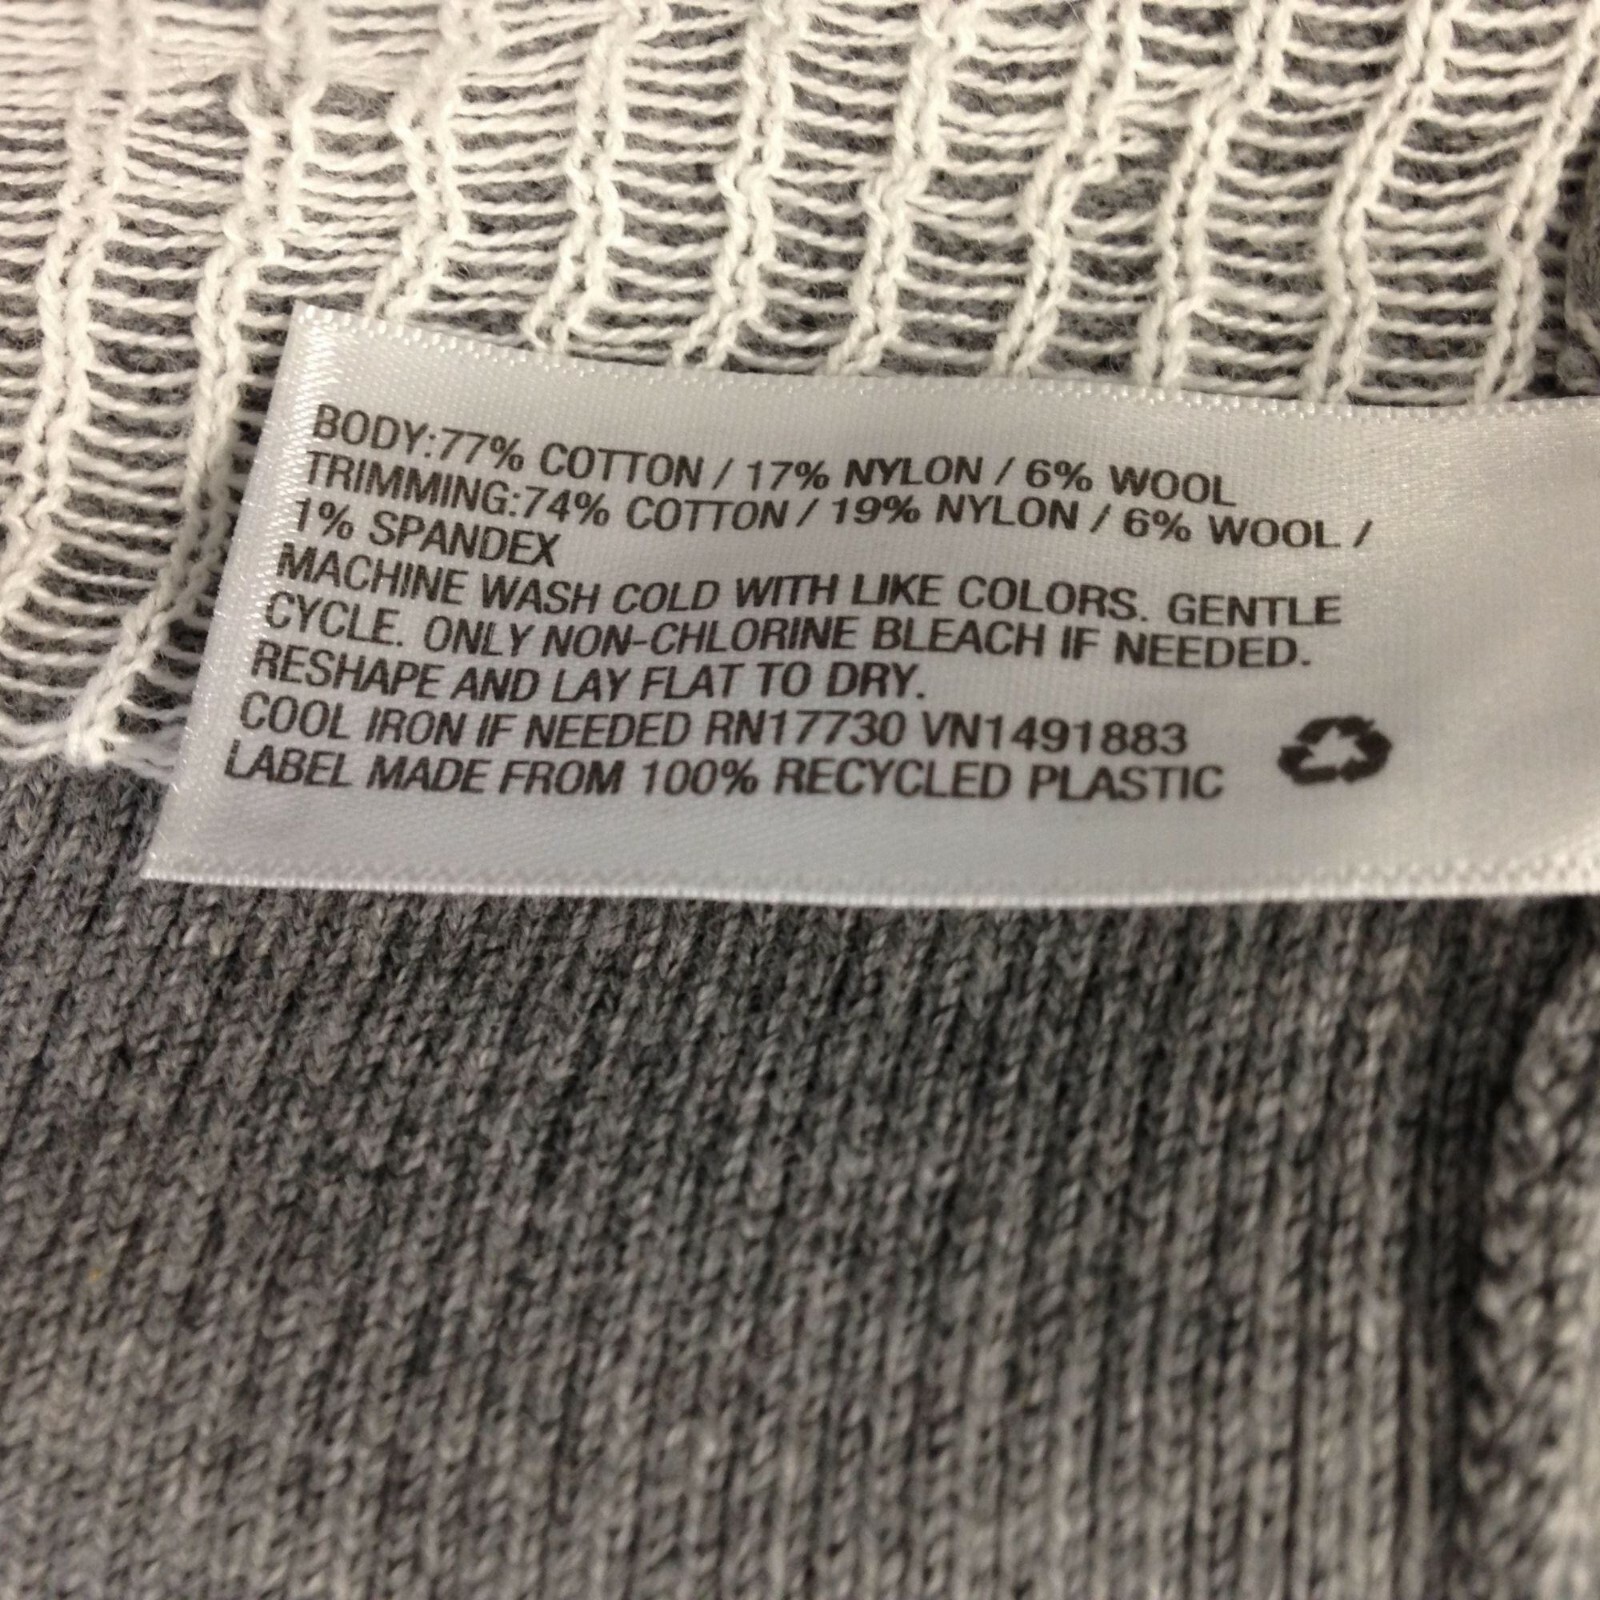 BODY:77% COTTON / 17% NYLON / 6% WOOL
TRIMMING:74% COTTON / 19% NYLON / 6% WOOL /
1% SPANDEX
MACHINE WASH COLD WITH LIKE COLORS. GENTLE
CYCLE. ONLY NON-CHLORINE BLEACH IF NEEDED.
RESHAPE AND LAY FLAT TO DRY.
COOL IRON IF NEEDED RN17730 VN1491883
LABEL MADE FROM 100% RECYCLED PLASTIC